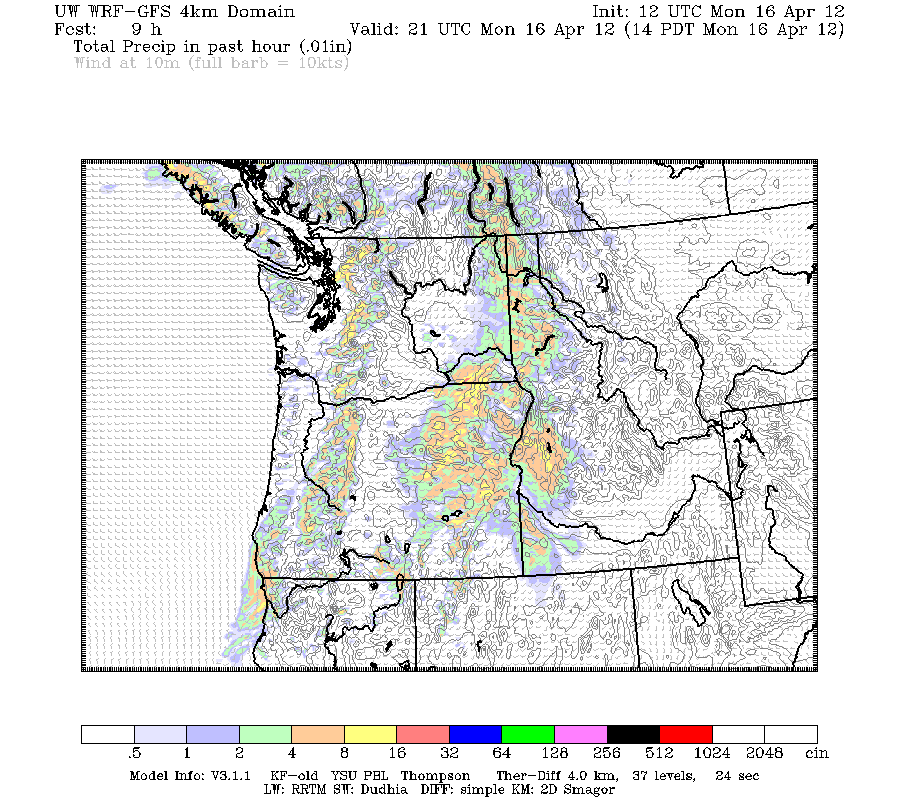 UW WRF-GFS 4km Domain Init: 12 UTC Mon 16 Apr 12
Fcst: 9 h Valid: 21 UTC Mon 16 Apr 12 (14 PDT Mon 16 Apr 12)
Total Precip in past hour (.01in)
Wind at 10m (full barb = 10kts)
.5 1 2 4 8 16 32 64 128 256 512 1024 2048 cin
Model Info: V3.1.1 KF-old YSU PBL Thompson Ther-Diff 4.0 km, 37 levels, 24 sec
LW: RRTM SW: Dudhia DIFF: simple KM: 2D Smagor